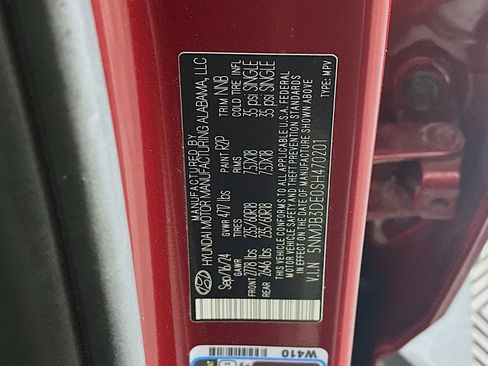 MANUFACTURED BY
HYUNDAI MOTOR MANUFACTURING ALABAMA, LLC
Sep/16/24 GVWR 4771 lbs PAINT R2P TRIM NNB
GAWR TIRES RIMS COLD TIRE INFL
FRONT 2778 lbs 235/60R18 7.5JX18 35 psi SINGLE
REAR 2646 lbs 235/60R18 7.5JX18 35 psi SINGLE
THIS VEHICLE CONFORMS TO ALL APPLICABLE U.S.A. FEDERAL
MOTOR VEHICLE SAFETY AND THEFT PREVENTION STANDARDS
IN EFFECT ON THE DATE OF MANUFACTURE SHOWN ABOVE
V.I.N. 5NMJB3DE0SH470201 TYPE: MPV
W410